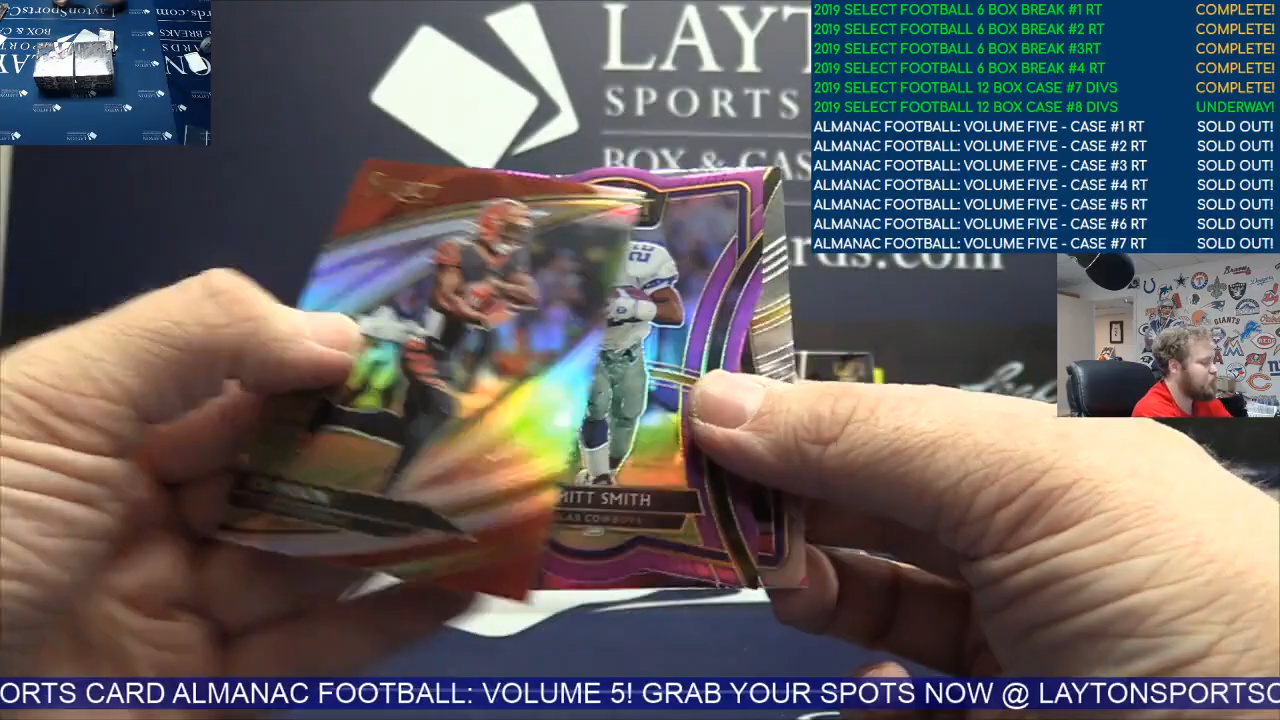 LAYT
SPORTS
BOX & CAS
rds.com
2019 SELECT FOOTBALL 6 BOX BREAK #1 RT COMPLETE!
2019 SELECT FOOTBALL 6 BOX BREAK #2 RT COMPLETE!
2019 SELECT FOOTBALL 6 BOX BREAK #3RT COMPLETE!
2019 SELECT FOOTBALL 6 BOX BREAK #4 RT COMPLETE!
2019 SELECT FOOTBALL 12 BOX CASE #7 DIVS COMPLETE!
2019 SELECT FOOTBALL 12 BOX CASE #8 DIVS UNDERWAY!
ALMANAC FOOTBALL: VOLUME FIVE - CASE #1 RT SOLD OUT!
ALMANAC FOOTBALL: VOLUME FIVE - CASE #2 RT SOLD OUT!
ALMANAC FOOTBALL: VOLUME FIVE - CASE #3 RT SOLD OUT!
ALMANAC FOOTBALL: VOLUME FIVE - CASE #4 RT SOLD OUT!
ALMANAC FOOTBALL: VOLUME FIVE - CASE #5 RT SOLD OUT!
ALMANAC FOOTBALL: VOLUME FIVE - CASE #6 RT SOLD OUT!
ALMANAC FOOTBALL: VOLUME FIVE - CASE #7 RT SOLD OUT!
SELECT
22
MITT SMITH
LAS COWBOYS
GIANTS
Braves
ORTS CARD ALMANAC FOOTBALL: VOLUME 5! GRAB YOUR SPOTS NOW @ LAYTONSPORTSC